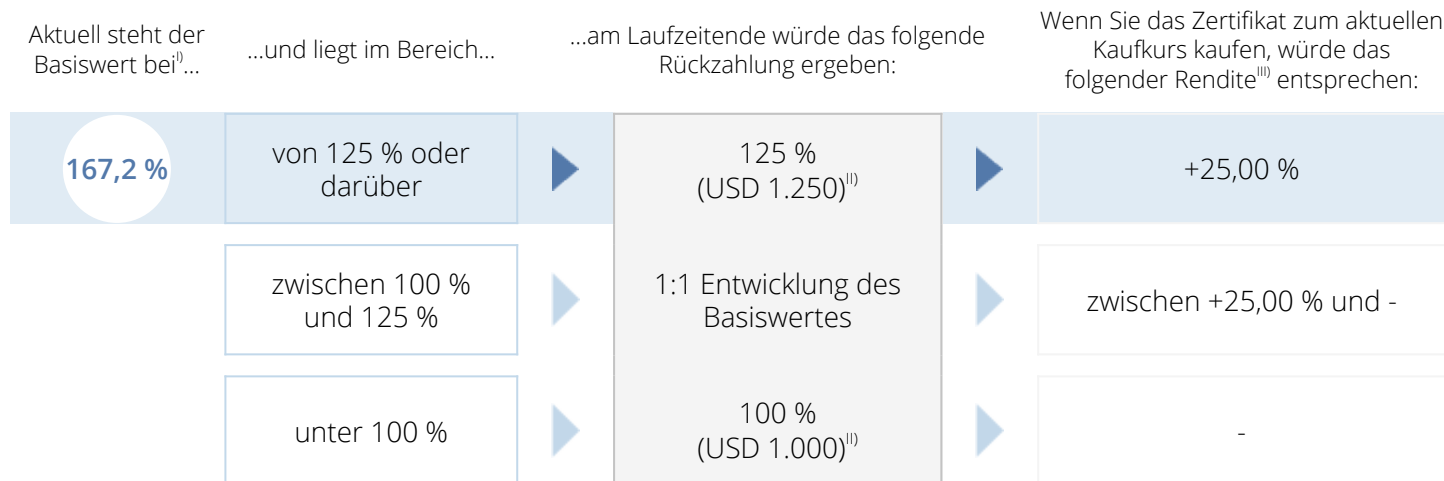 Aktuell steht der
Basiswert bei^I)...
...und liegt im Bereich...
...am Laufzeitende würde das folgende
Rückzahlung ergeben:
Wenn Sie das Zertifikat zum aktuellen
Kaufkurs kaufen, würde das
folgender Rendite^III) entsprechen:
167,2 %
von 125 % oder
darüber
125 %
(USD 1.250)^II)
+25,00 %
zwischen 100 %
und 125 %
1:1 Entwicklung des
Basiswertes
zwischen +25,00 % und -
unter 100 %
100 %
(USD 1.000)^II)
-